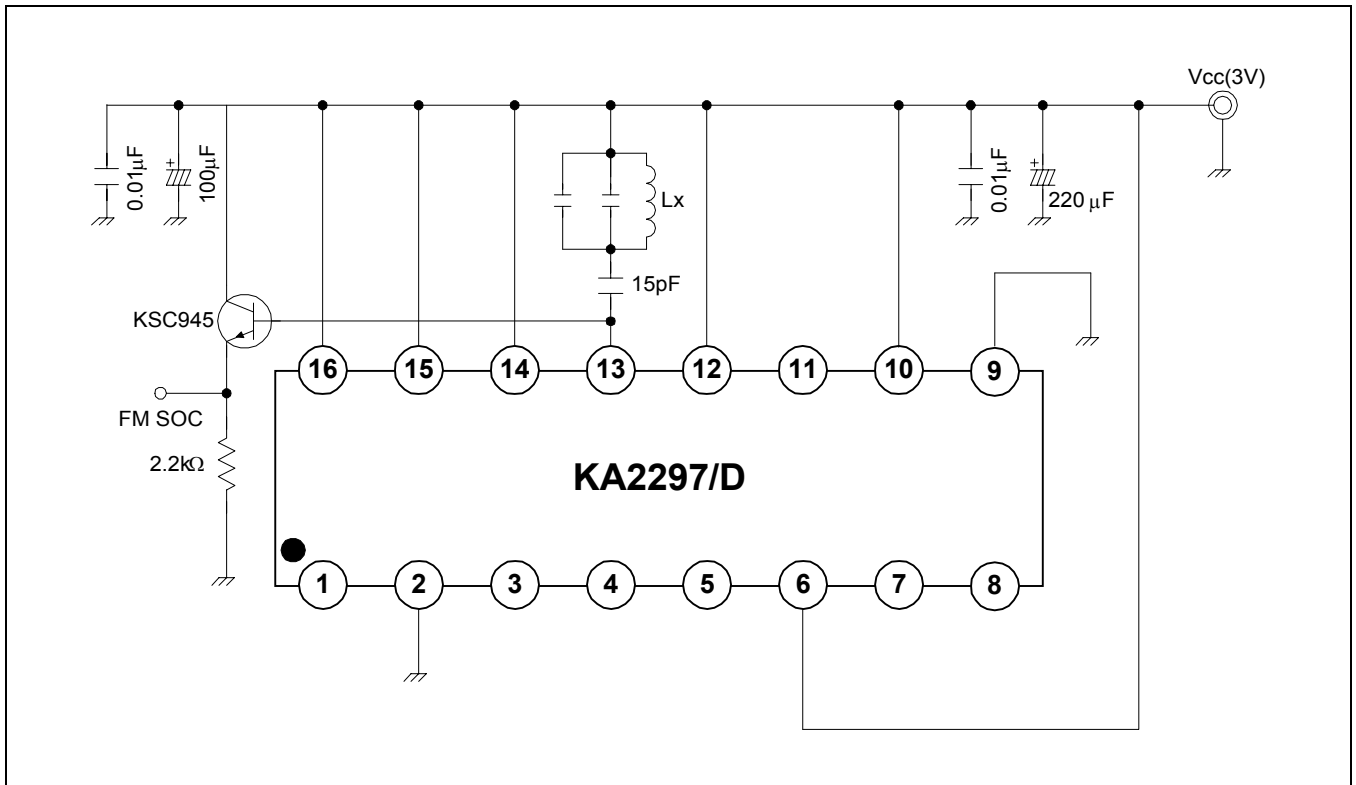 Vcc(3V)
0.01μF
100μF
Lx
0.01μF
220 μF
15pF
KSC945
16 15 14 13 12 11 10 9
FM SOC
2.2kΩ
KA2297/D
1 2 3 4 5 6 7 8